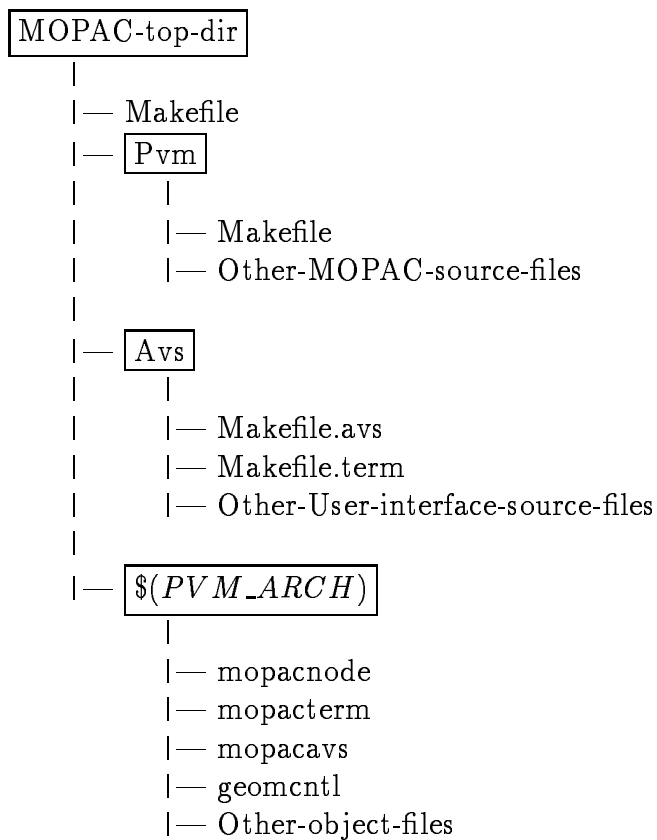 MOPAC-top-dir
Makefile
Pvm
Makefile
Other-MOPAC-source-files
Avs
Makefile.avs
Makefile.term
Other-User-interface-source-files
$(PVM_ARCH)
mopacnode
mopacterm
mopacavs
geomcntl
Other-object-files